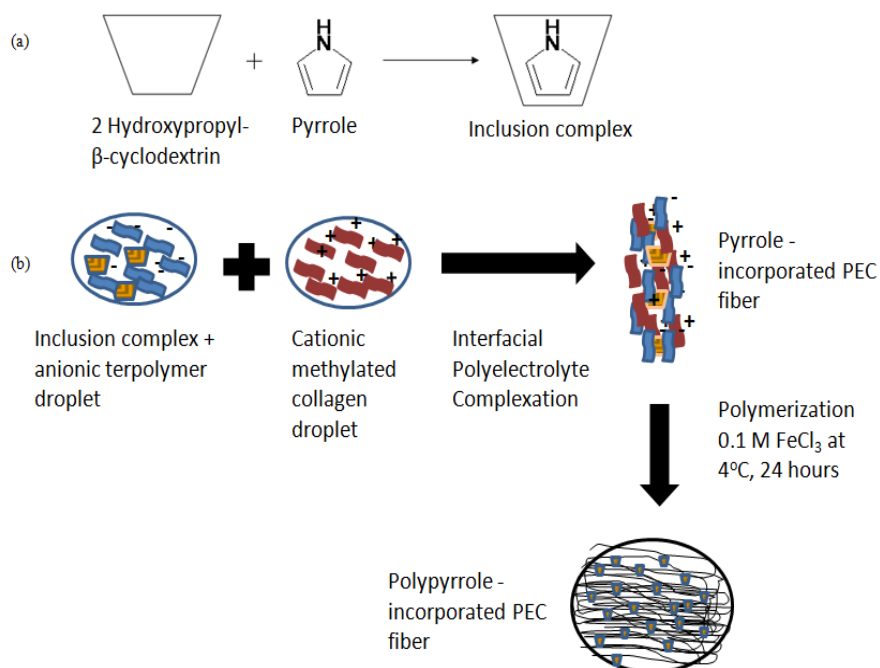 (a)
H
N
+
H
N
2 Hydroxypropyl-
β-cyclodextrin
Pyrrole
Inclusion complex
(b)
Inclusion complex +
anionic terpolymer
droplet
Cationic
methylated
collagen
droplet
Interfacial
Polyelectrolyte
Complexation
Pyrrole -
incorporated PEC
fiber
Polymerization
0.1 M FeCl₃ at
4ºC, 24 hours
Polypyrrole -
incorporated PEC
fiber